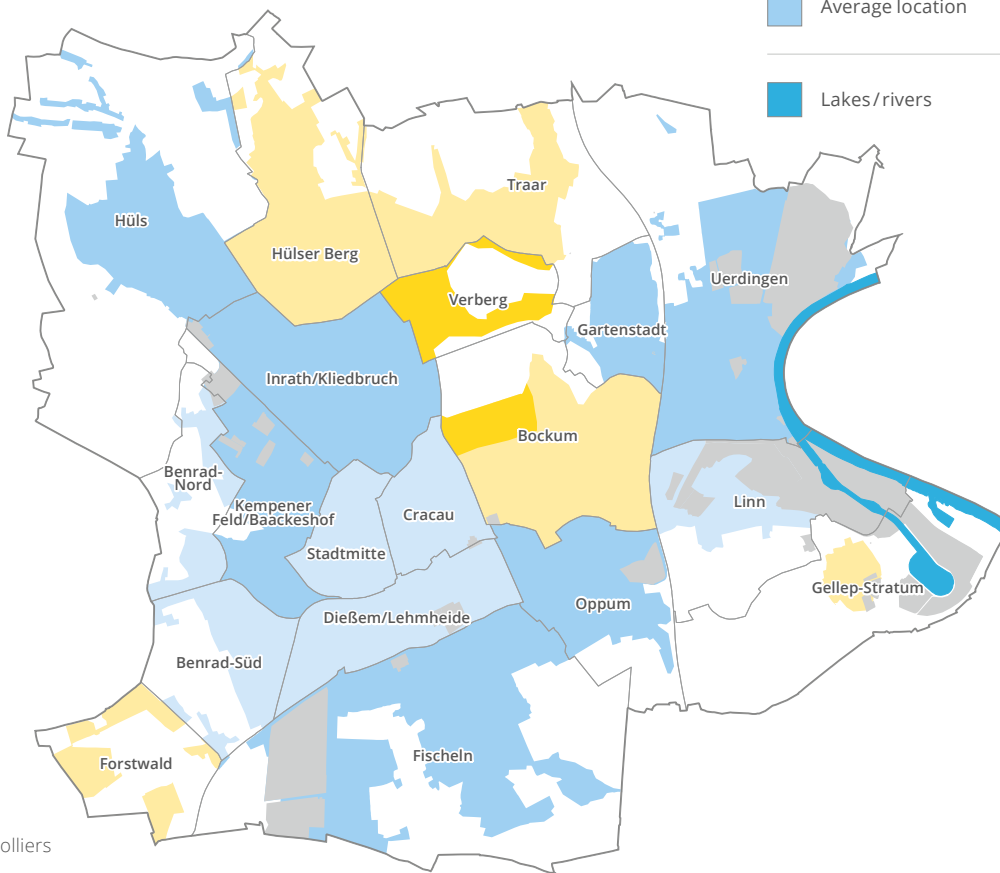 Average location
Lakes / rivers
Traar
Hüls
Hülser Berg
Uerdingen
Verberg
Gartenstadt
Inrath/Kliedbruch
Bockum
Benrad-
Nord
Linn
Kempener
Feld/Baackeshof
Cracau
Stadtmitte
Gellep-Stratum
Oppum
Dießem/Lehmheide
Benrad-Süd
Fischeln
Forstwald
olliers